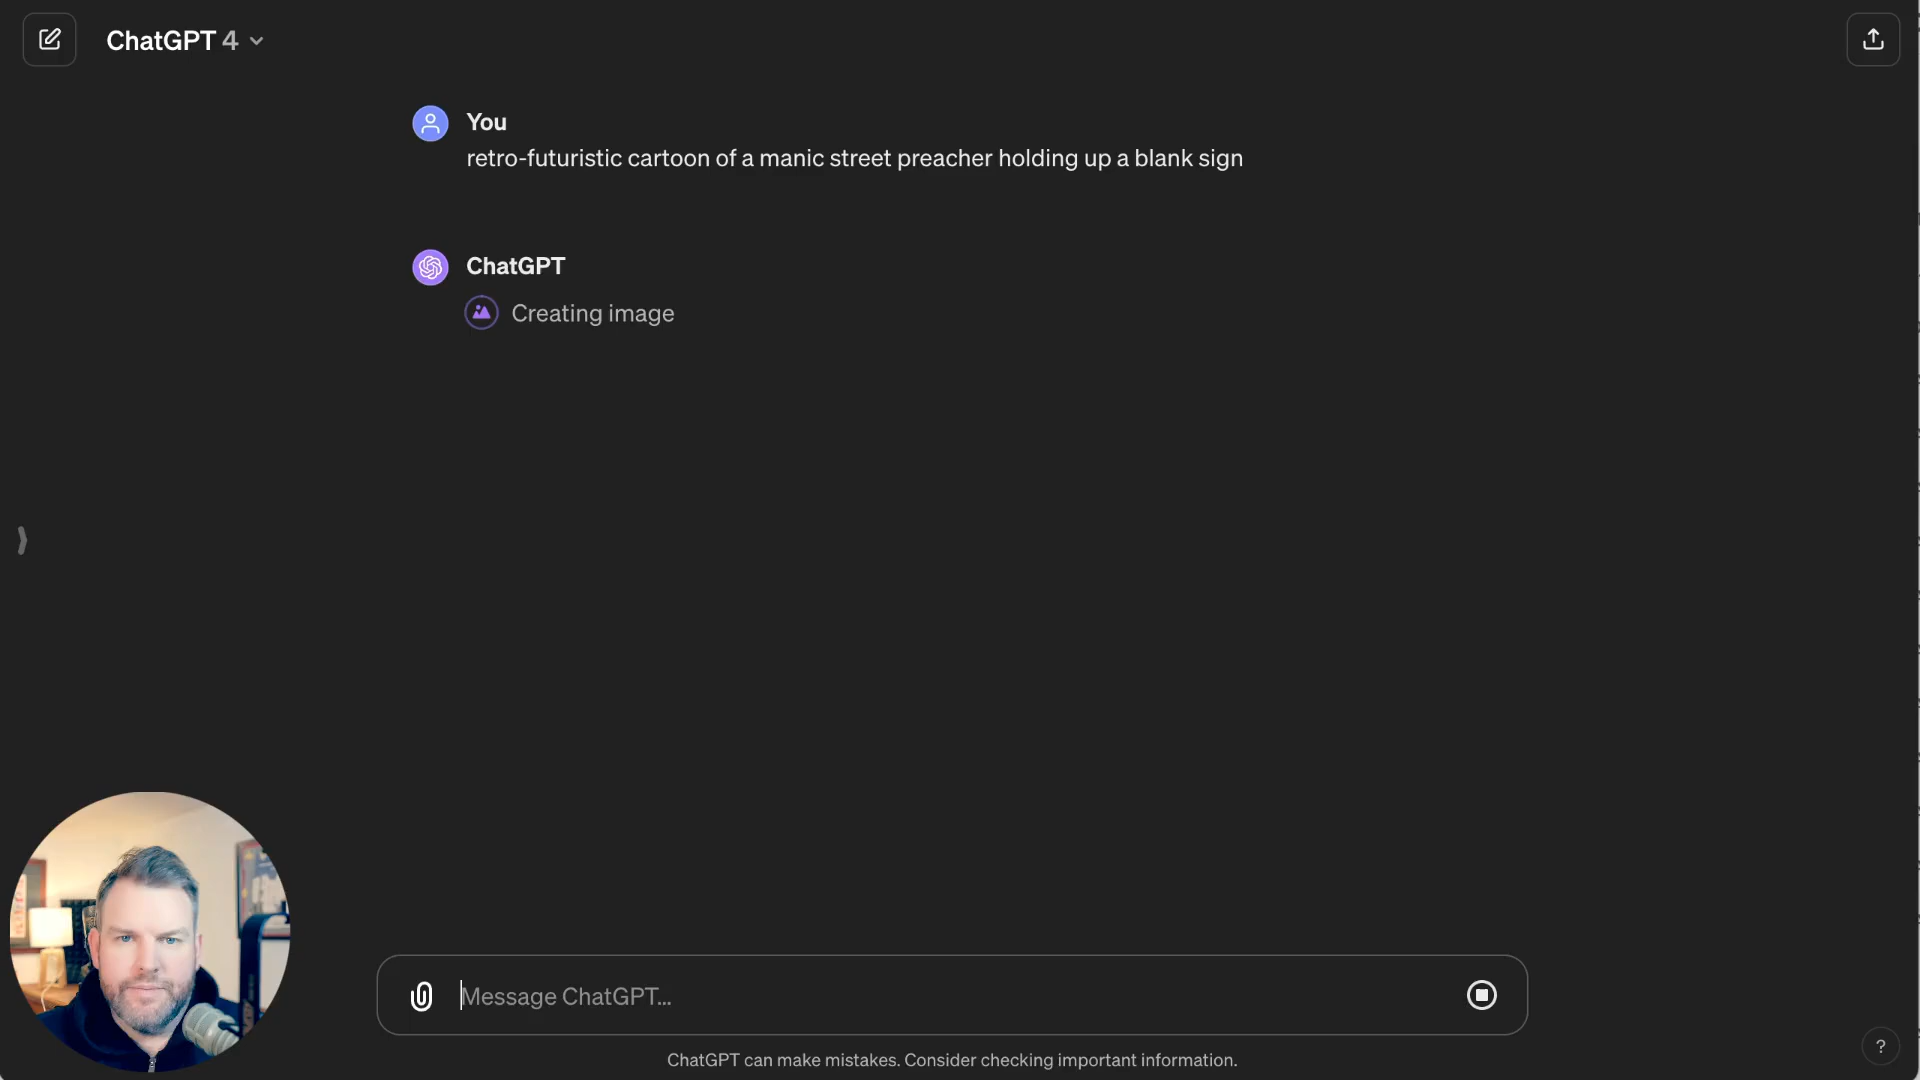 ChatGPT 4
You
retro-futuristic cartoon of a manic street preacher holding up a blank sign
ChatGPT
Creating image
Message ChatGPT...
ChatGPT can make mistakes. Consider checking important information.
?